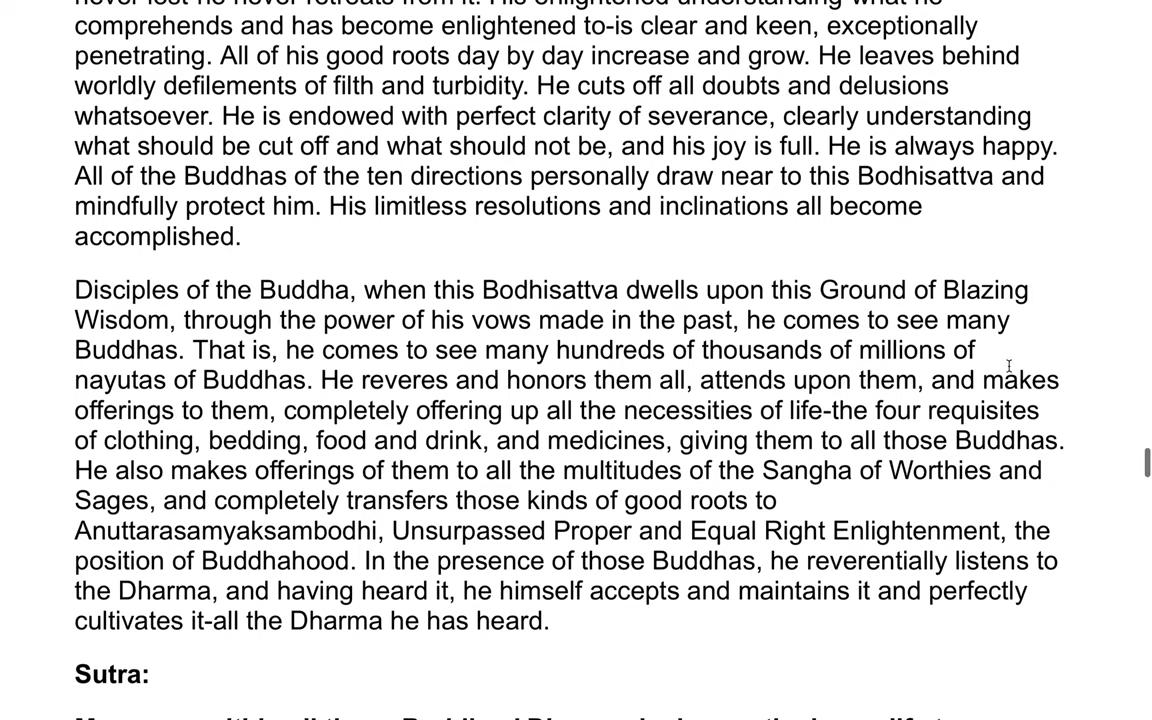 never lost he never retreats from it. His enlightened understanding what he
comprehends and has become enlightened to-is clear and keen, exceptionally
penetrating. All of his good roots day by day increase and grow. He leaves behind
worldly defilements of filth and turbidity. He cuts off all doubts and delusions
whatsoever. He is endowed with perfect clarity of severance, clearly understanding
what should be cut off and what should not be, and his joy is full. He is always happy.
All of the Buddhas of the ten directions personally draw near to this Bodhisattva and
mindfully protect him. His limitless resolutions and inclinations all become
accomplished.
Disciples of the Buddha, when this Bodhisattva dwells upon this Ground of Blazing
Wisdom, through the power of his vows made in the past, he comes to see many
Buddhas. That is, he comes to see many hundreds of thousands of millions of
nayutas of Buddhas. He reveres and honors them all, attends upon them, and makes
offerings to them, completely offering up all the necessities of life-the four requisites
of clothing, bedding, food and drink, and medicines, giving them to all those Buddhas.
He also makes offerings of them to all the multitudes of the Sangha of Worthies and
Sages, and completely transfers those kinds of good roots to
Anuttarasamyaksambodhi, Unsurpassed Proper and Equal Right Enlightenment, the
position of Buddhahood. In the presence of those Buddhas, he reverentially listens to
the Dharma, and having heard it, he himself accepts and maintains it and perfectly
cultivates it-all the Dharma he has heard.
Sutra: